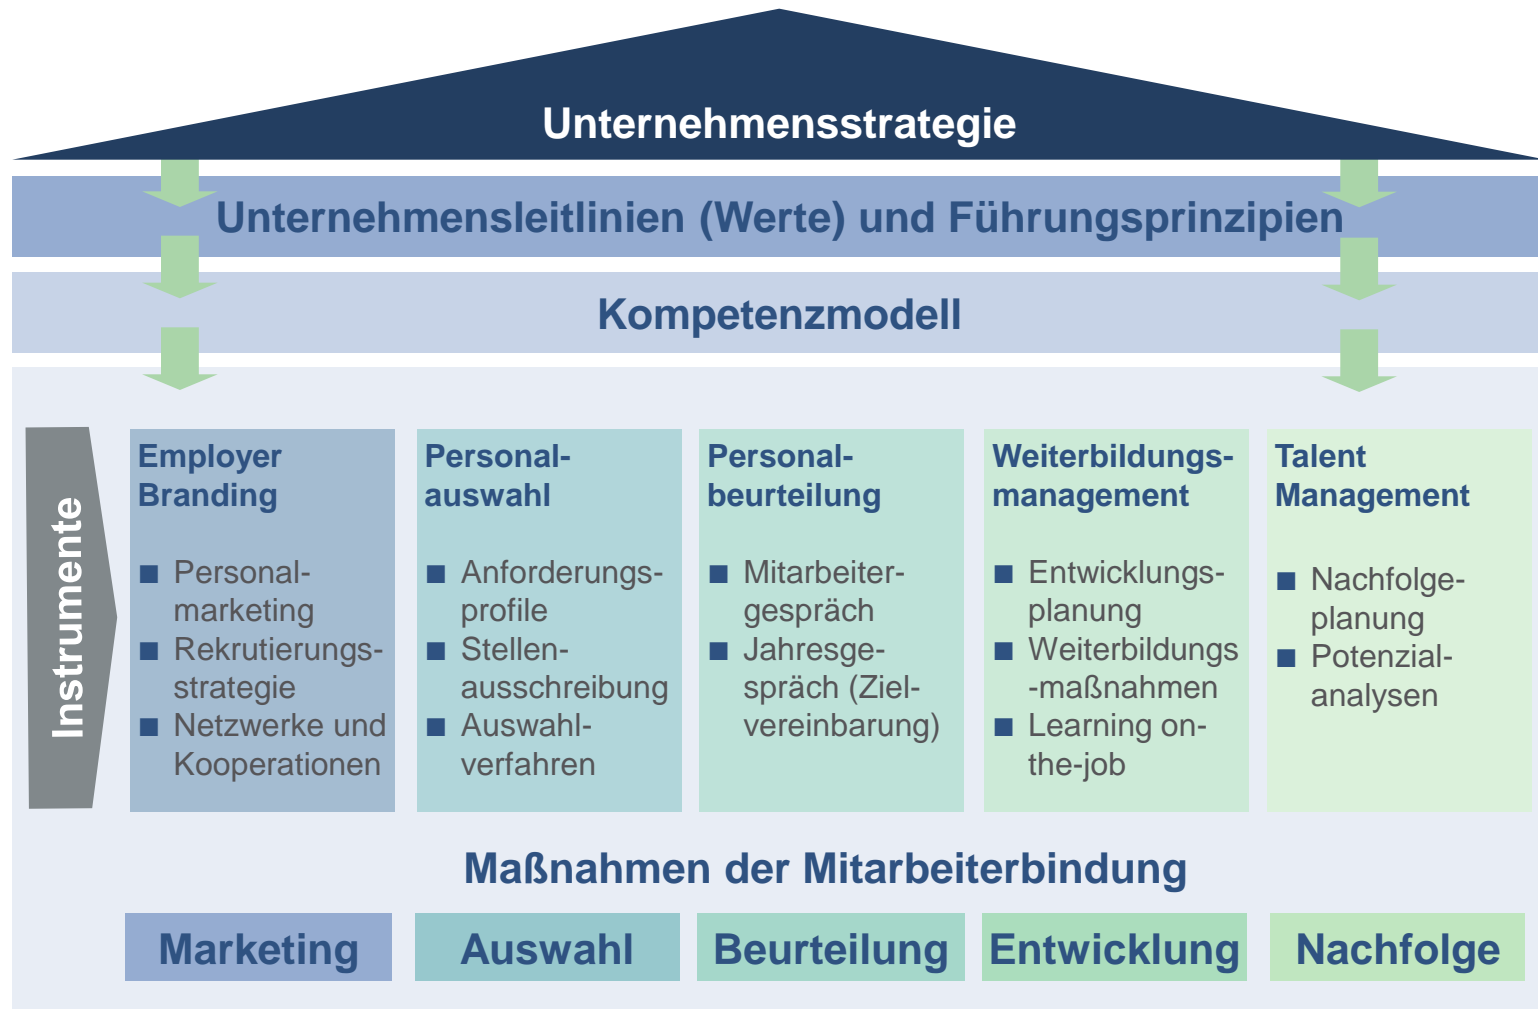 Unternehmensstrategie
Unternehmensleitlinien (Werte) und Führungsprinzipien
Kompetenzmodell
Instrumente
Employer
Branding
■ Personal-
marketing
■ Rekrutierungs-
strategie
■ Netzwerke und
Kooperationen
Personal-
auswahl
■ Anforderungs-
profile
■ Stellen-
ausschreibung
■ Auswahl-
verfahren
Personal-
beurteilung
■ Mitarbeiter-
gespräch
■ Jahresge-
spräch (Ziel-
vereinbarung)
Weiterbildungs-
management
■ Entwicklungs-
planung
■ Weiterbildungs
-maßnahmen
■ Learning on-
the-job
Talent
Management
■ Nachfolge-
planung
■ Potenzial-
analysen
Maßnahmen der Mitarbeiterbindung
Marketing
Auswahl
Beurteilung
Entwicklung
Nachfolge